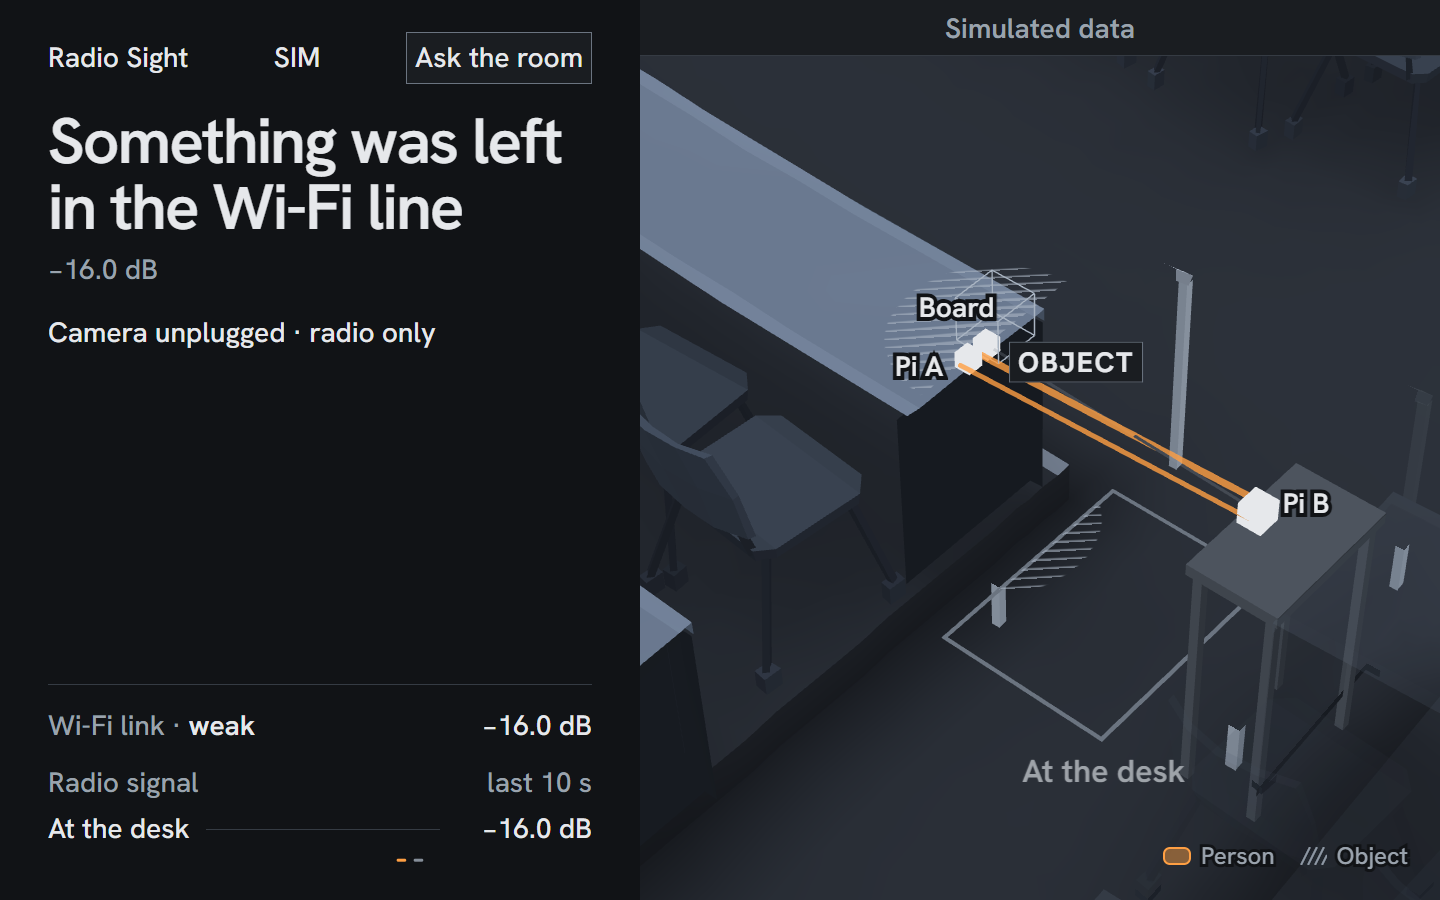 Radio Sight
SIM
Ask the room
Something was left
in the Wi-Fi line
−16.0 dB
Camera unplugged · radio only
Wi-Fi link · weak
−16.0 dB
Radio signal
last 10 s
At the desk
−16.0 dB
Simulated data
Board
Pi A
OBJECT
Pi B
At the desk
Person
Object